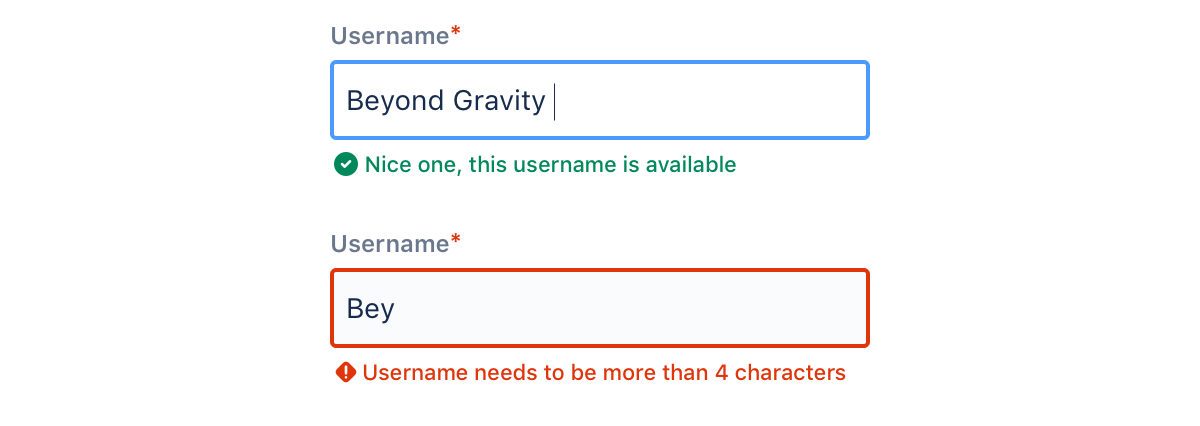 Username*
Beyond Gravity
Nice one, this username is available
Username*
Bey
Username needs to be more than 4 characters